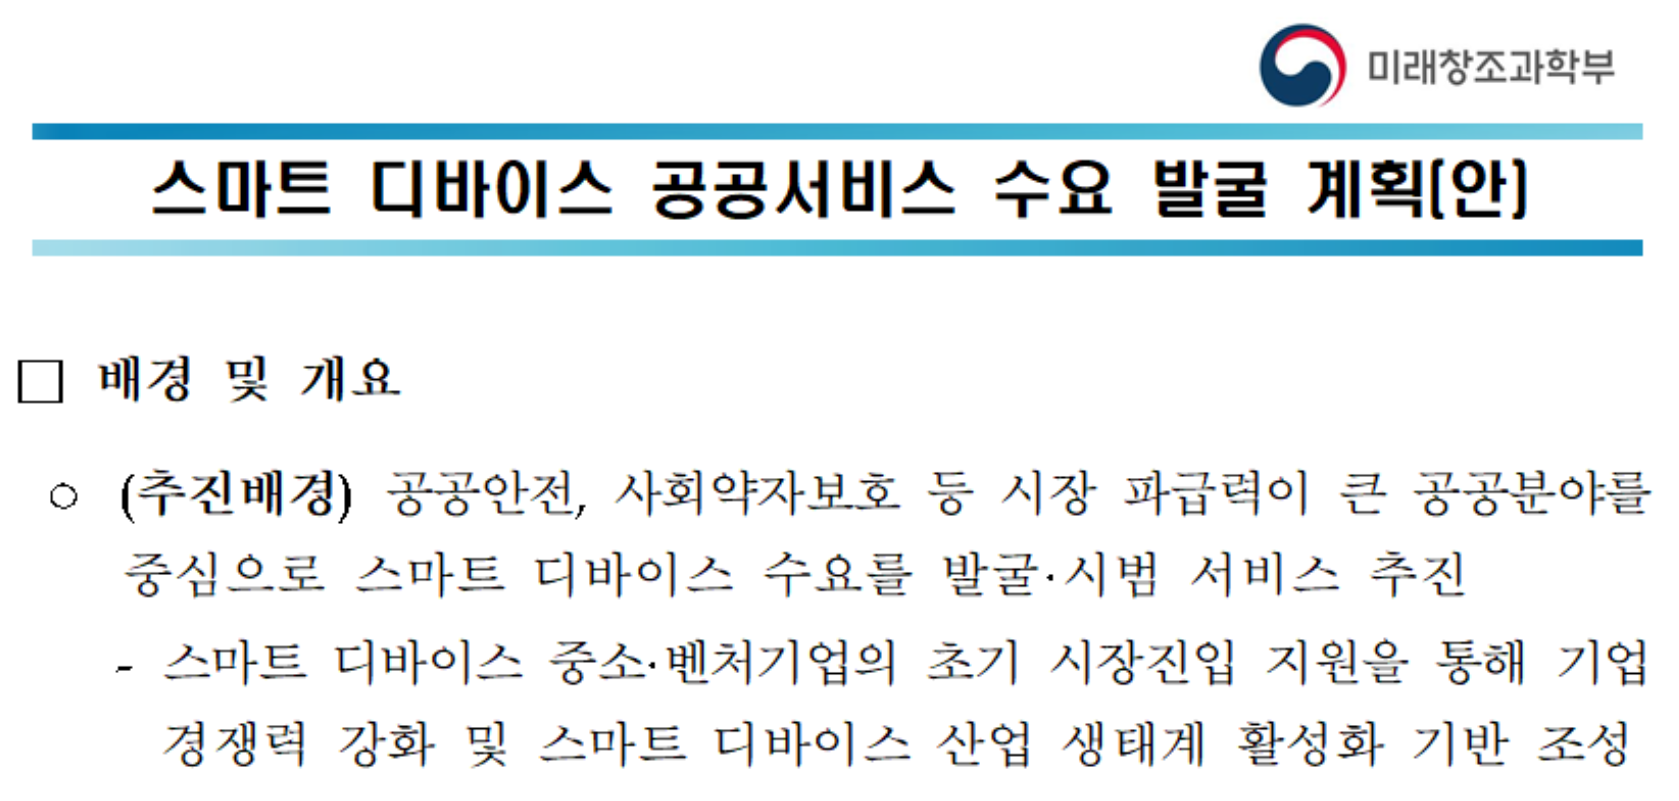 미래창조과학부
스마트 디바이스 공공서비스 수요 발굴 계획(안)
□ 배경 및 개요
○ (추진배경) 공공안전, 사회약자보호 등 시장 파급력이 큰 공공분야를
중심으로 스마트 디바이스 수요를 발굴·시범 서비스 추진
- 스마트 디바이스 중소·벤처기업의 초기 시장진입 지원을 통해 기업
경쟁력 강화 및 스마트 디바이스 산업 생태계 활성화 기반 조성